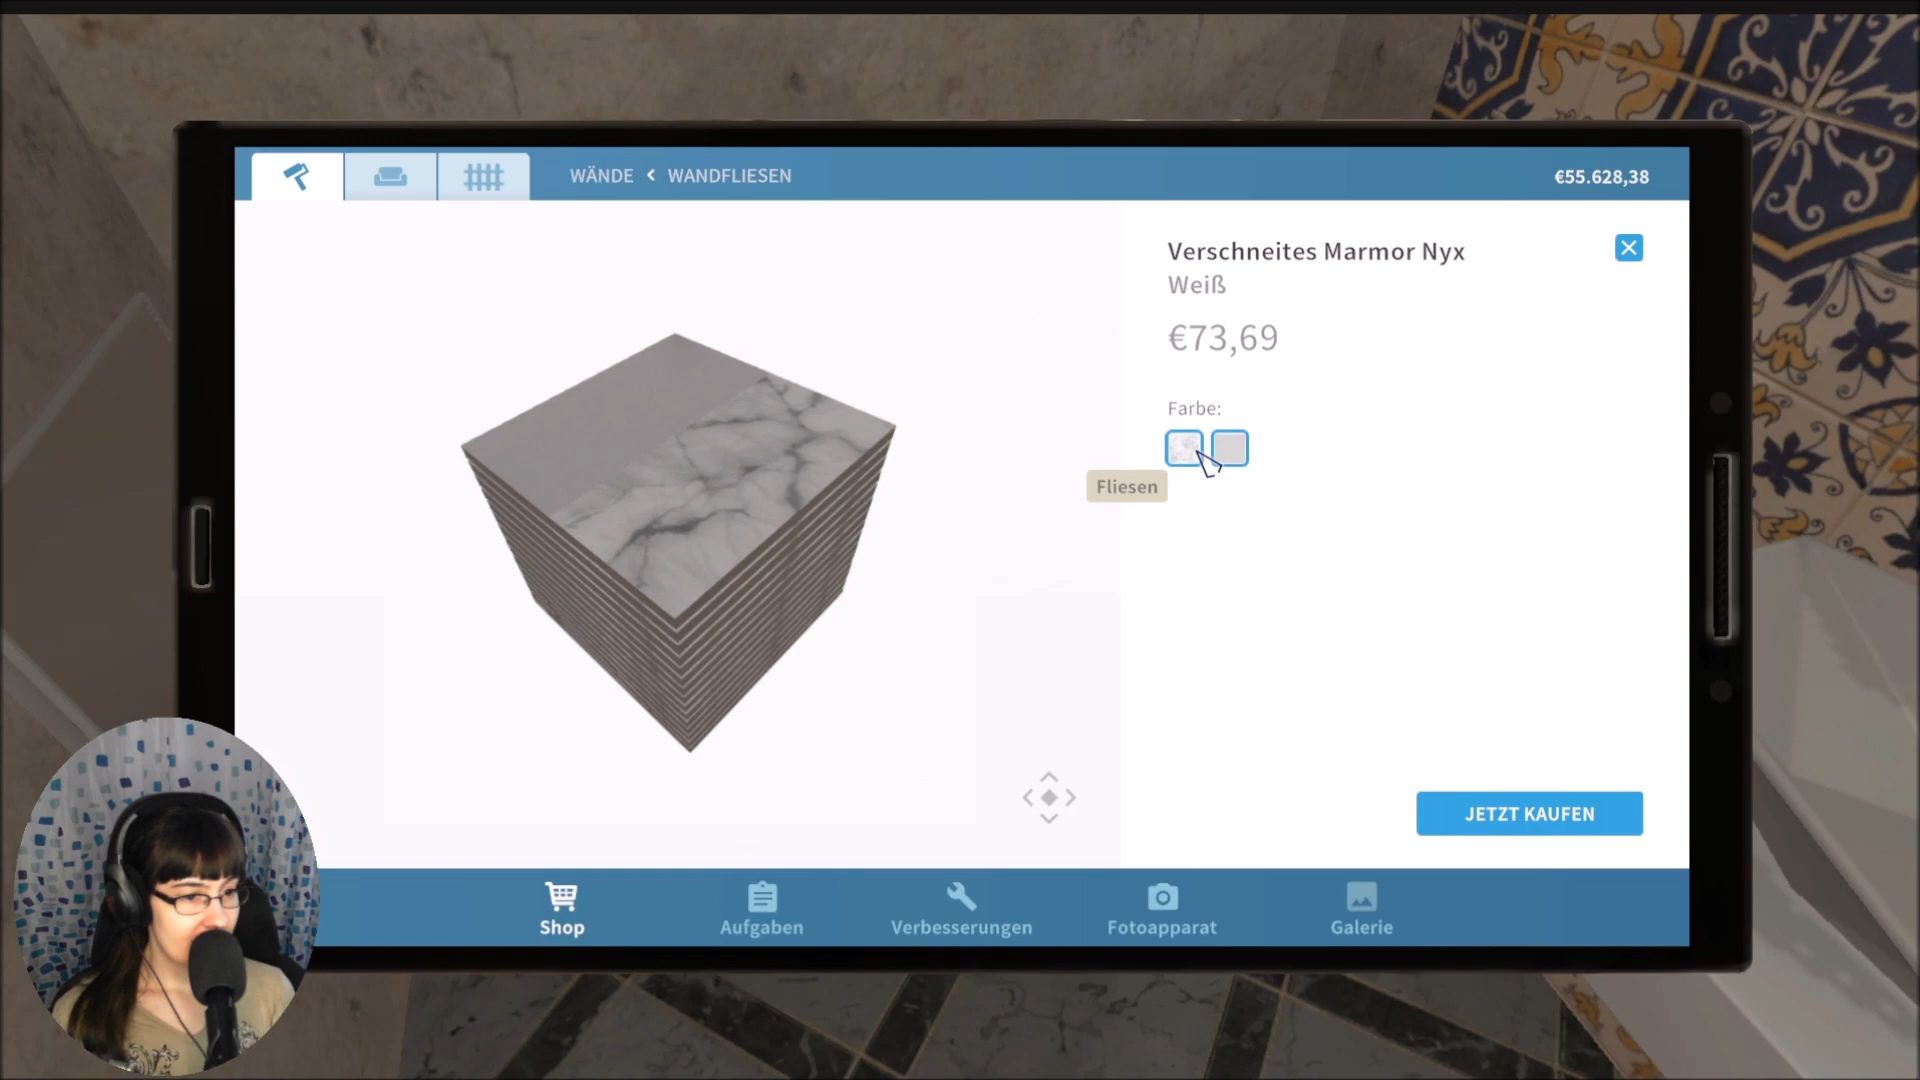 WÄNDE < WANDFLIESEN
€55.628,38
Verschneites Marmor Nyx
Weiß
€73,69
Farbe:
Fliesen
JETZT KAUFEN
Shop
Aufgaben
Verbesserungen
Fotoapparat
Galerie